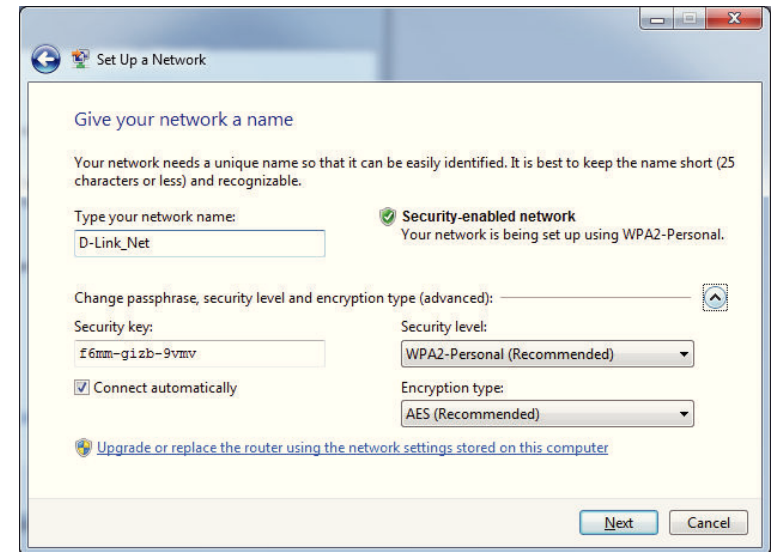 Set Up a Network
Give your network a name
Your network needs a unique name so that it can be easily identified. It is best to keep the name short (25
characters or less) and recognizable.
Type your network name:
D-Link_Net
Security-enabled network
Your network is being set up using WPA2-Personal.
Change passphrase, security level and encryption type (advanced):
Security key:
f6mm-gizb-9vmv
Connect automatically
Security level:
WPA2-Personal (Recommended)
Encryption type:
AES (Recommended)
Upgrade or replace the router using the network settings stored on this computer
Next
Cancel